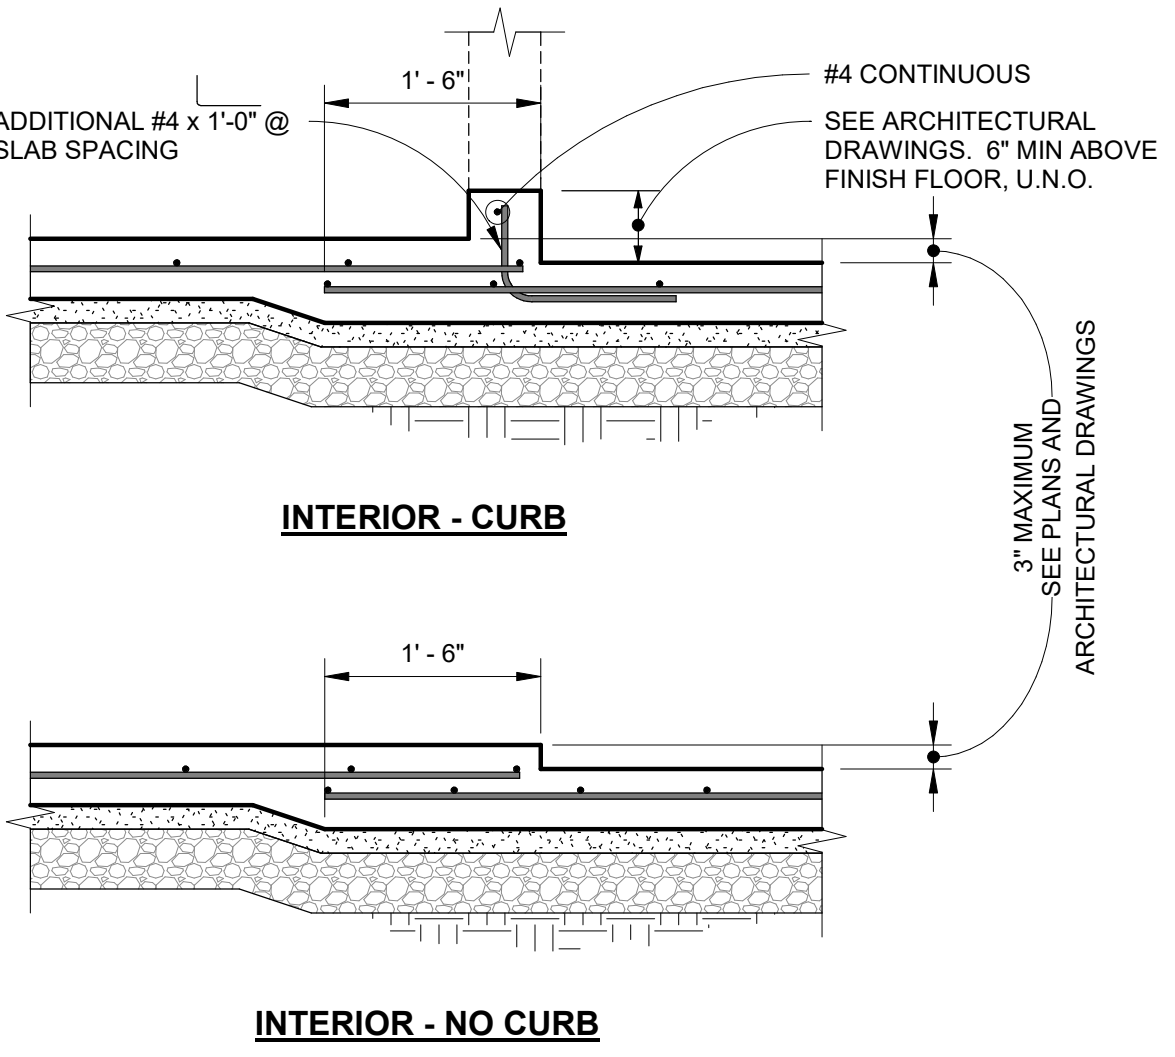 1' - 6"
#4 CONTINUOUS
ADDITIONAL #4 x 1'-0" @
SLAB SPACING
SEE ARCHITECTURAL
DRAWINGS. 6" MIN ABOVE
FINISH FLOOR, U.N.O.
3" MAXIMUM
SEE PLANS AND
ARCHITECTURAL DRAWINGS
INTERIOR - CURB
1' - 6"
INTERIOR - NO CURB